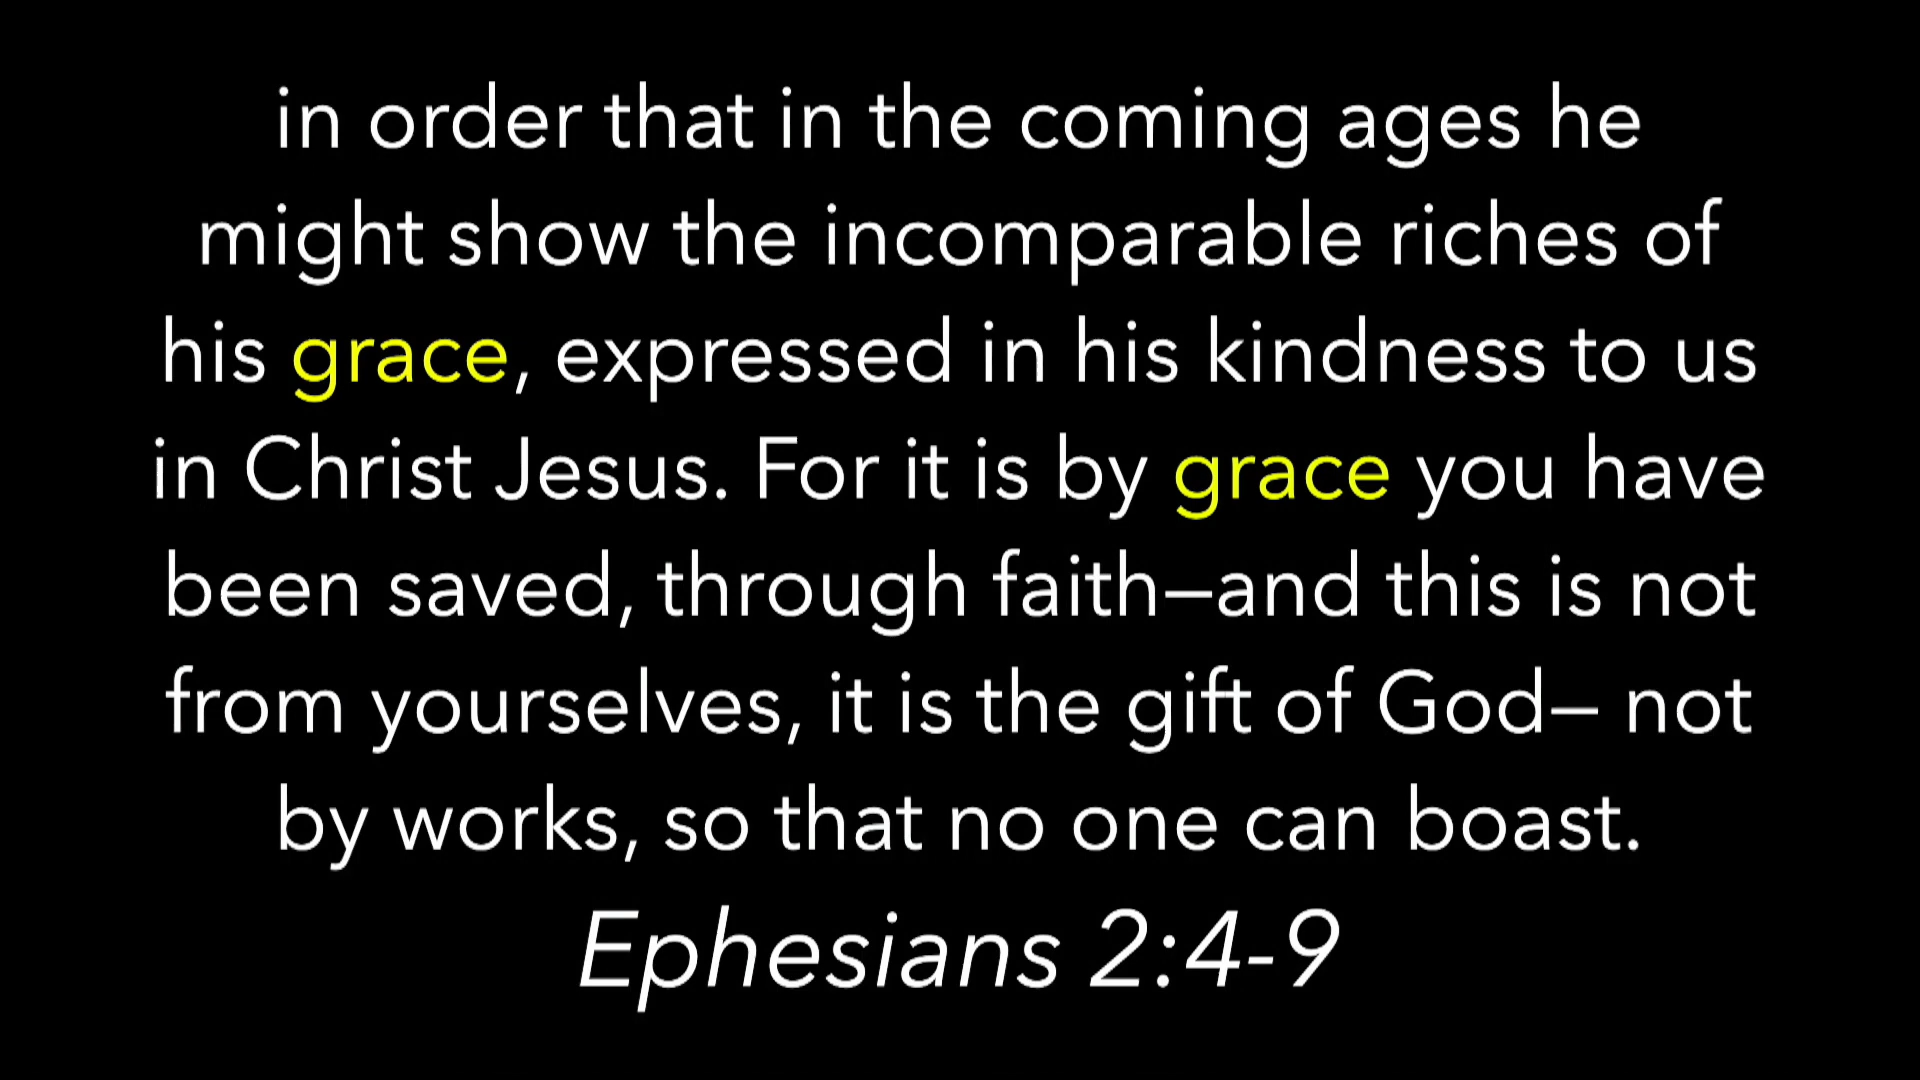 in order that in the coming ages he
might show the incomparable riches of
his grace, expressed in his kindness to us
in Christ Jesus. For it is by grace you have
been saved, through faith—and this is not
from yourselves, it is the gift of God— not
by works, so that no one can boast.
Ephesians 2:4-9